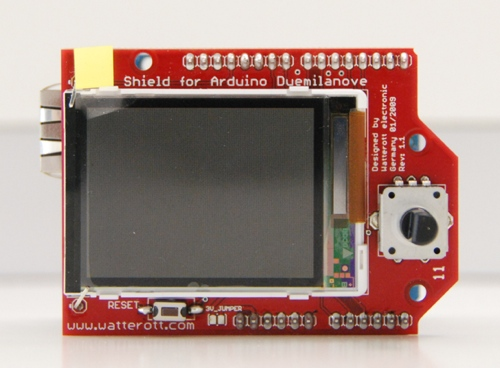 Shield for Arduino Duemilanove
Designed by
Watterott electronic
Germany 01/2009
Rev: 1.1
11
RESET
3V_JUMPER
www.watterott.com